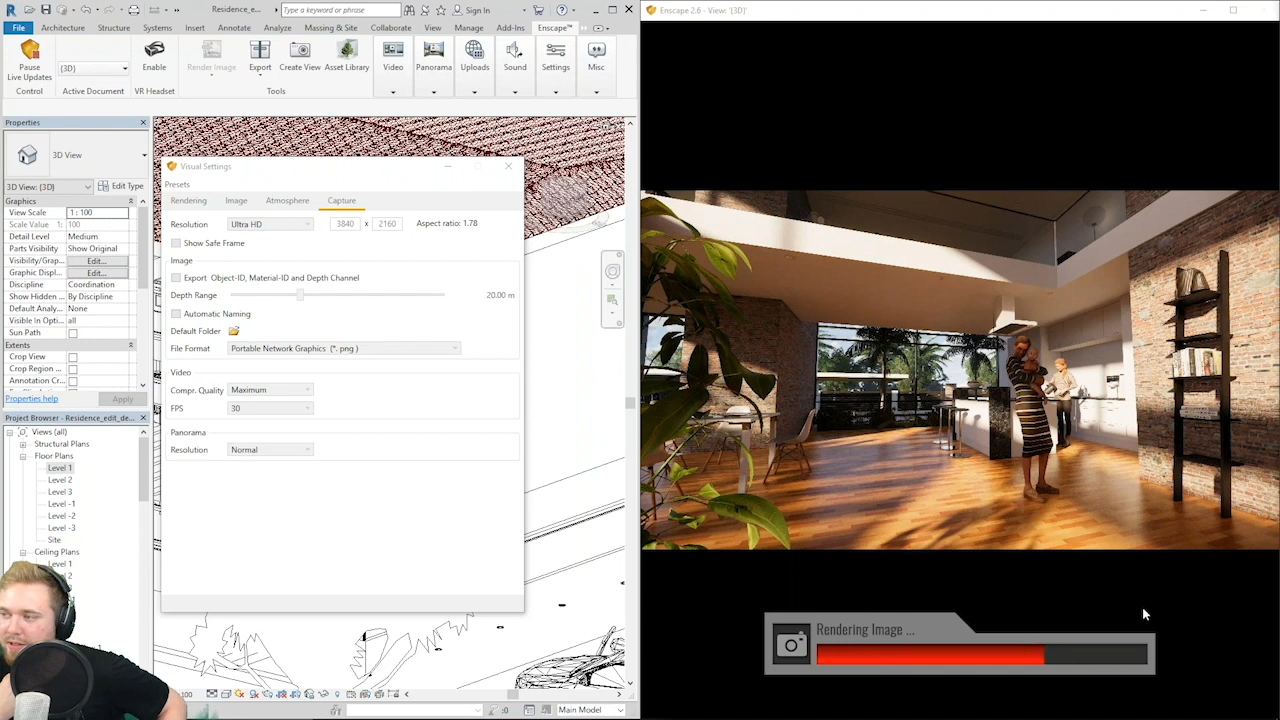 Residence_e...
Type a keyword or phrase
Sign In
File Architecture Structure Systems Insert Annotate Analyze Massing & Site Collaborate View Manage Add-Ins Enscape™
Pause
Live Updates
{3D}
Enable
Render Image
Export
Create View
Asset Library
Video
Panorama
Uploads
Sound
Settings
Misc
Control
Active Document
VR Headset
Tools
Properties
3D View
3D View: {3D}
Edit Type
Graphics
View Scale 1 : 100
Scale Value 1: 100
Detail Level Medium
Parts Visibility Show Original
Visibility/Grap... Edit...
Graphic Displ... Edit...
Discipline Coordination
Show Hidden ... By Discipline
Default Analy... None
Visible In Optio... all
Sun Path
Extents
Crop View
Crop Region ...
Annotation Cr...
Properties help
Apply
Project Browser - Residence_edit_de...
Views (all)
Structural Plans
Floor Plans
Level 1
Level 2
Level 3
Level -1
Level -2
Level -3
Site
Ceiling Plans
Level 1
Visual Settings
Presets
Rendering Image Atmosphere Capture
Resolution Ultra HD 3840 x 2160 Aspect ratio: 1.78
Show Safe Frame
Image
Export Object-ID, Material-ID and Depth Channel
Depth Range 20.00 m
Automatic Naming
Default Folder
File Format Portable Network Graphics (*.png )
Video
Compr. Quality Maximum
FPS 30
Panorama
Resolution Normal
:0
Main Model
Enscape 2.6 - View: '{3D}'
Rendering Image ...